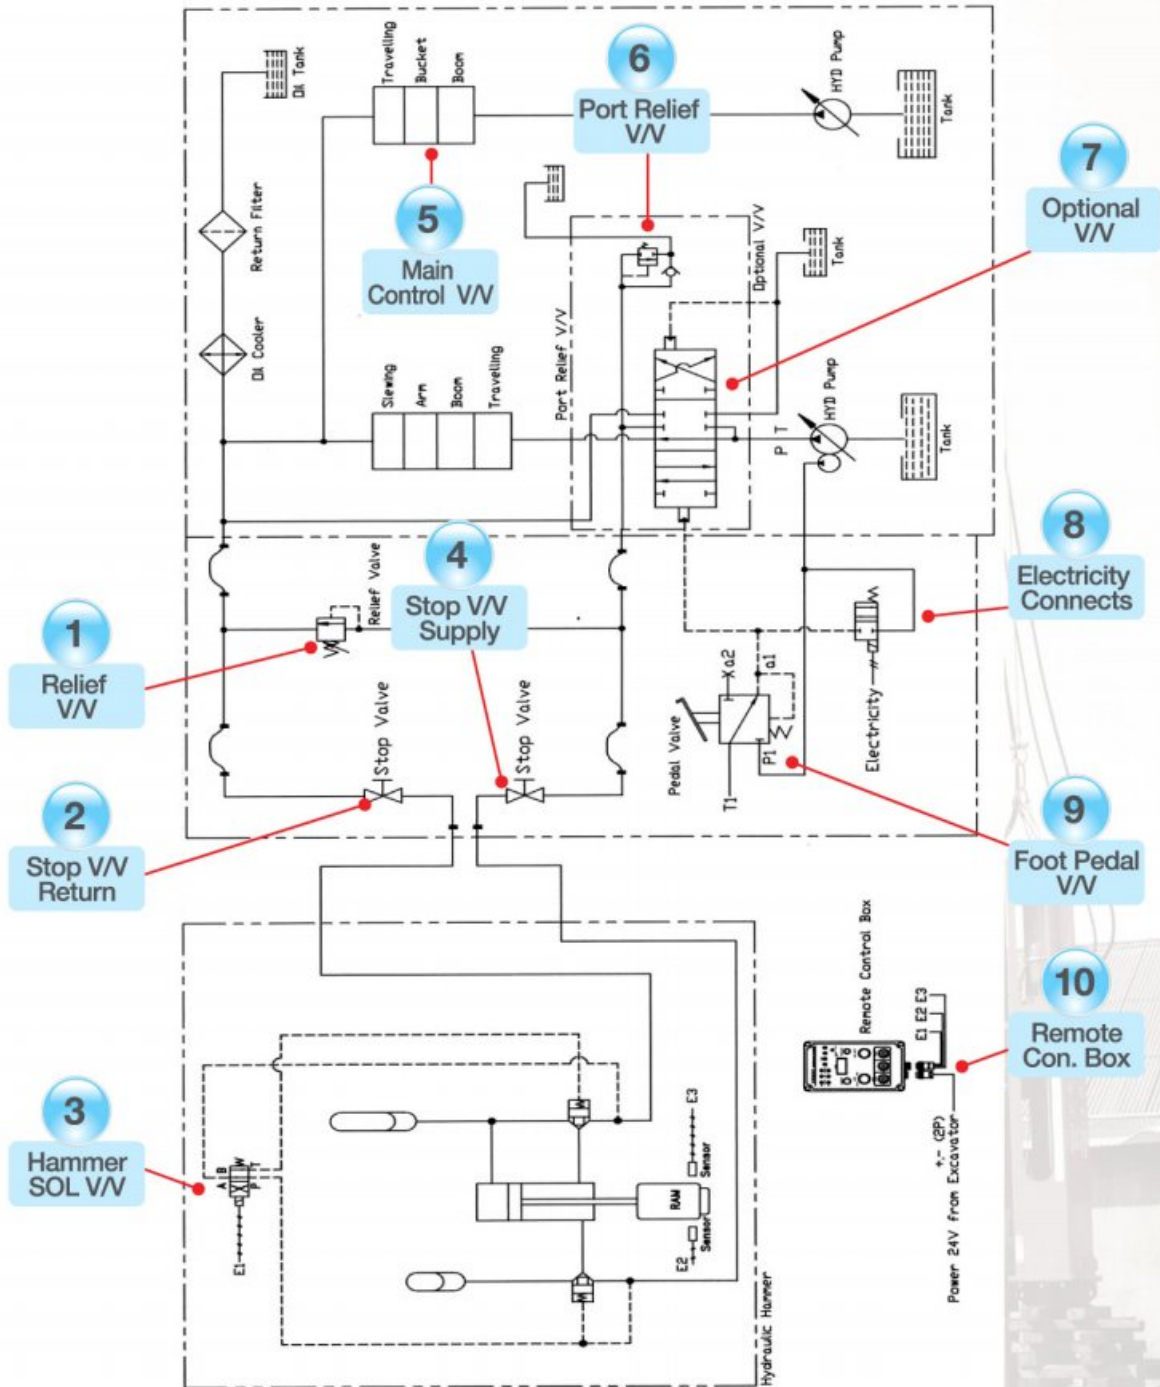 Oil Tank
Travelling
Bucket
Boom
HYD Pump
Tank
6
Port Relief
V/V
7
Optional
V/V
5
Main
Control V/V
Return Filter
Oil Cooler
Optional V/V
Tank
Port Relief V/V
Slewing
Arm
Boom
Travelling
P T
HYD Pump
Tank
8
Electricity
Connects
4
Stop V/V
Supply
Relief Valve
1
Relief
V/V
Xa2
a1
Pedal Valve
P1
T1
Electricity
Stop Valve
Stop Valve
2
Stop V/V
Return
9
Foot Pedal
V/V
Remote Control Box
E1 E2 E3
10
Remote
Con. Box
+,- (2P)
Power 24V from Excavator
3
Hammer
SOL V/V
A B
P T
W
E1
W
E3
Sensor
RAM
E2
Sensor
W
Hydraulic Hammer